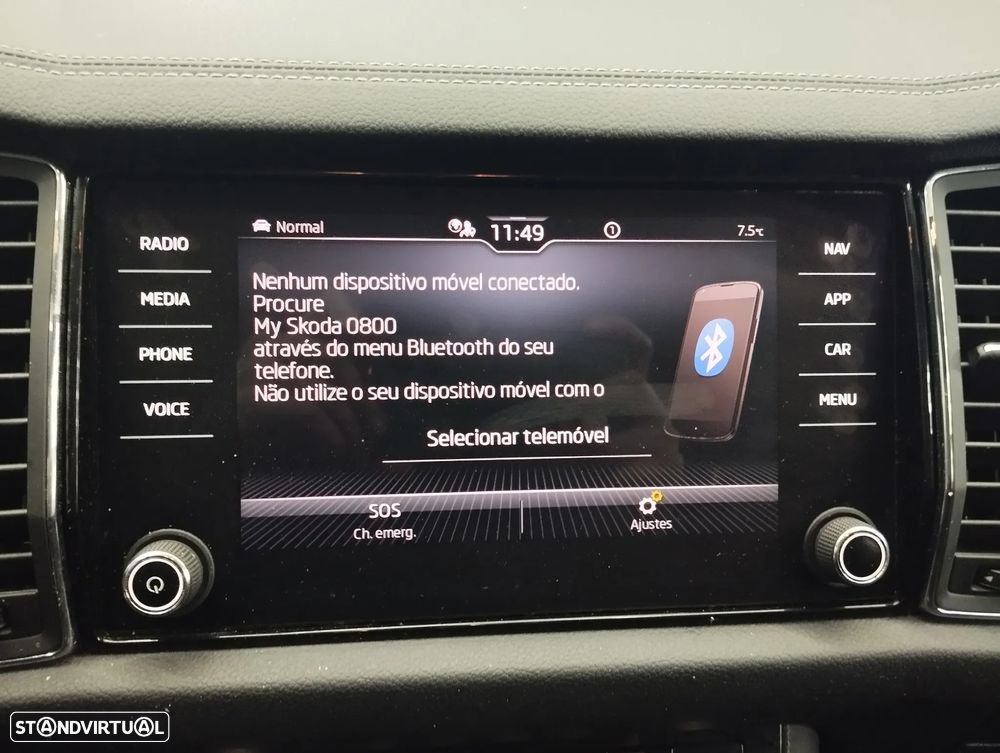 RADIO
MEDIA
PHONE
VOICE
Normal
11:49
1
7.5°C
Nenhum dispositivo móvel conectado.
Procure
My Skoda 0800
através do menu Bluetooth do seu
telefone.
Não utilize o seu dispositivo móvel com o
Selecionar telemóvel
SOS
Ch. emerg.
Ajustes
NAV
APP
CAR
MENU
STANDVIRTUAL